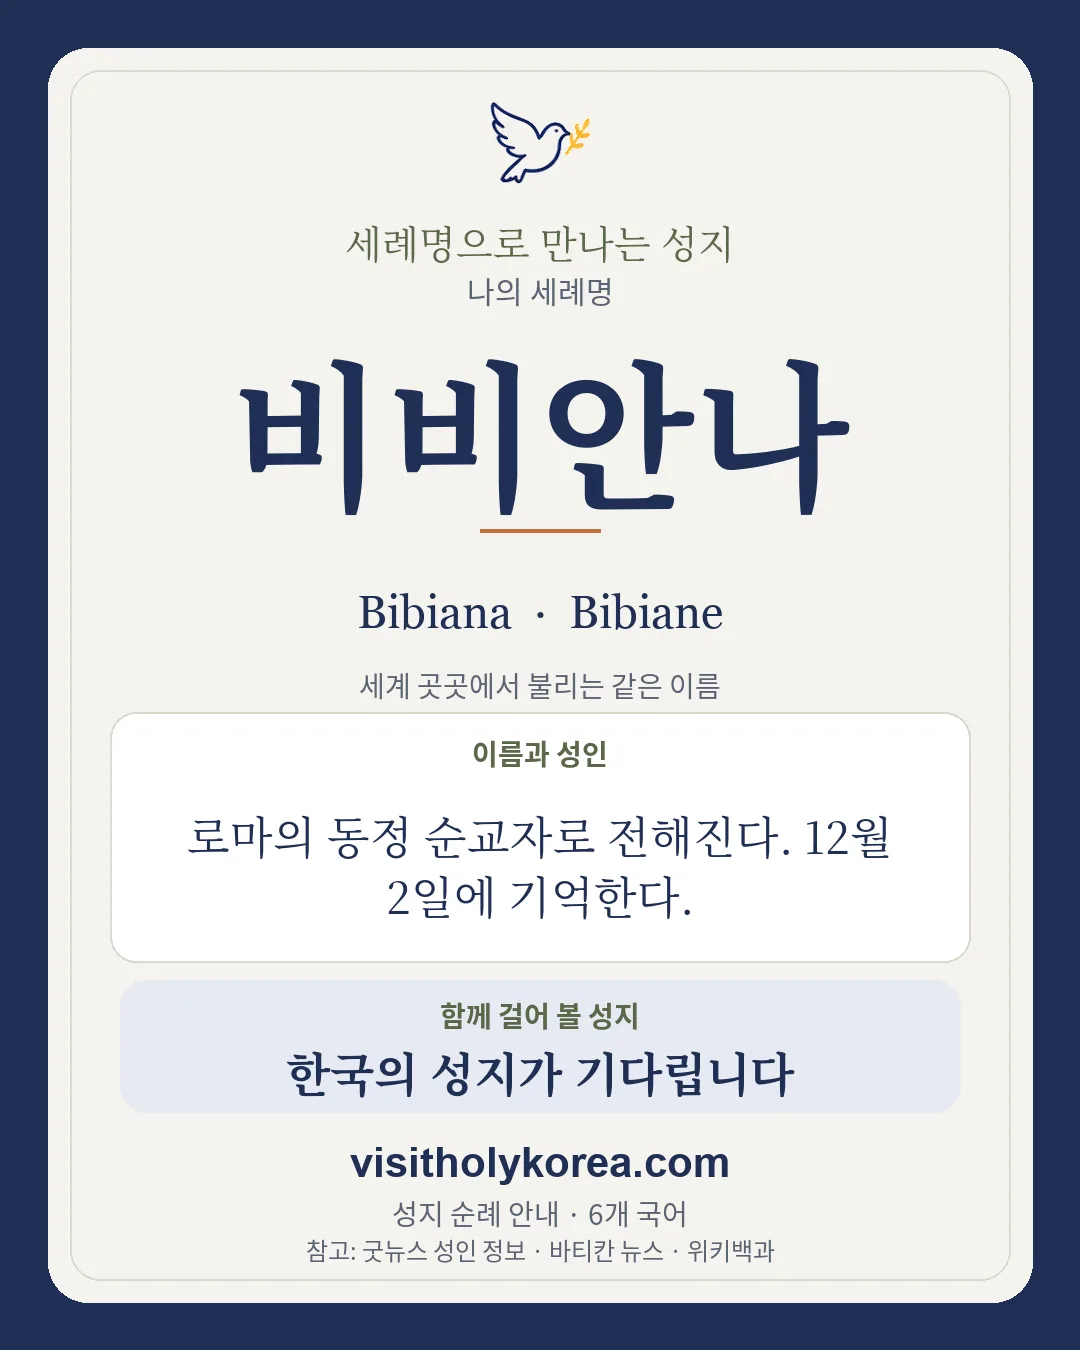 세례명으로 만나는 성지
나의 세례명
비비안나
Bibiana · Bibiane
세계 곳곳에서 불리는 같은 이름
이름과 성인
로마의 동정 순교자로 전해진다. 12월
2일에 기억한다.
함께 걸어 볼 성지
한국의 성지가 기다립니다
visitholykorea.com
성지 순례 안내 · 6개 국어
참고: 굿뉴스 성인 정보 · 바티칸 뉴스 · 위키백과